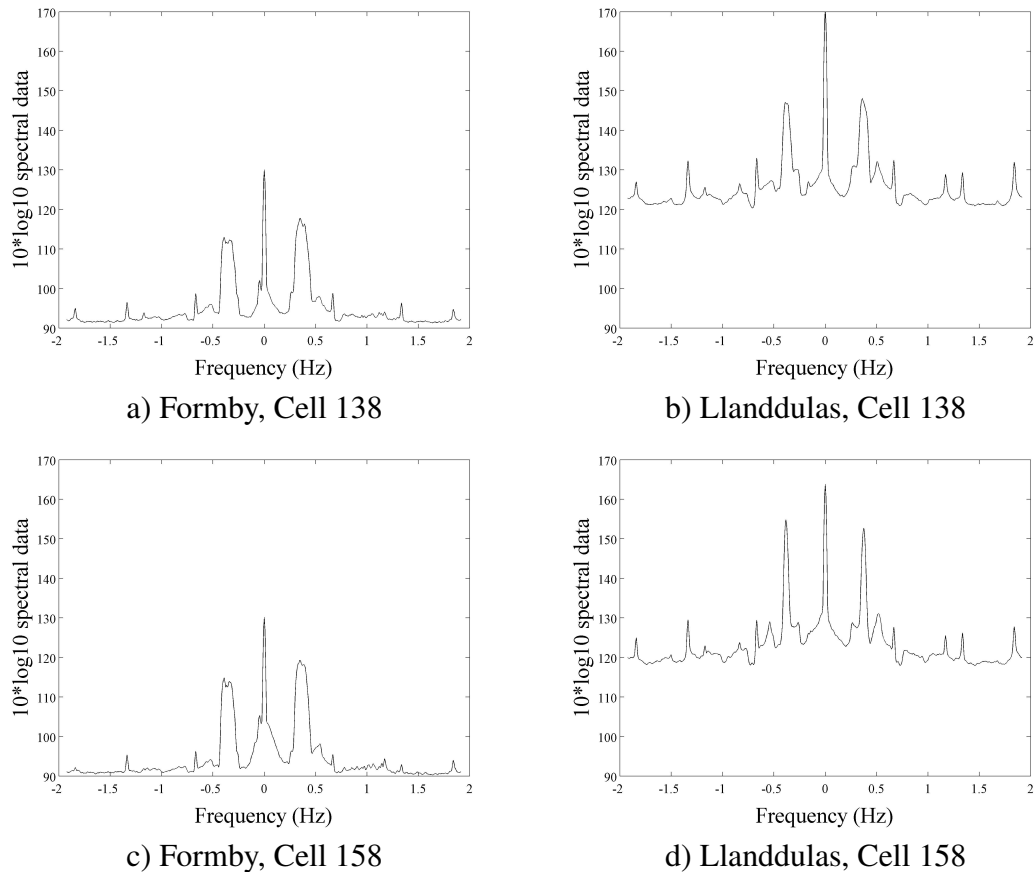 170
160
150
140
130
120
110
100
90
10*log10 spectral data
-2 -1.5 -1 -0.5 0 0.5 1 1.5 2
Frequency (Hz)
a) Formby, Cell 138
170
160
150
140
130
120
110
100
90
10*log10 spectral data
-2 -1.5 -1 -0.5 0 0.5 1 1.5 2
Frequency (Hz)
b) Llanddulas, Cell 138
170
160
150
140
130
120
110
100
90
10*log10 spectral data
-2 -1.5 -1 -0.5 0 0.5 1 1.5 2
Frequency (Hz)
c) Formby, Cell 158
170
160
150
140
130
120
110
100
90
10*log10 spectral data
-2 -1.5 -1 -0.5 0 0.5 1 1.5 2
Frequency (Hz)
d) Llanddulas, Cell 158